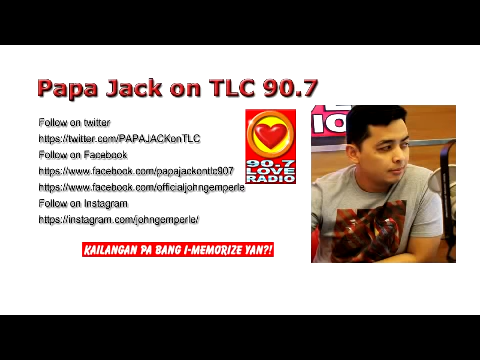 Papa Jack on TLC 90.7
Follow on twitter
https://twitter.com/PAPAJACKonTLC
Follow on Facebook
https://www.facebook.com/papajackontlc907
https://www.facebook.com/officialjohngemperle
Follow on Instagram
https://instagram.com/johngemperle/
90.7
LOVE
RADIO
KAILANGAN PA BANG I-MEMORIZE YAN?!